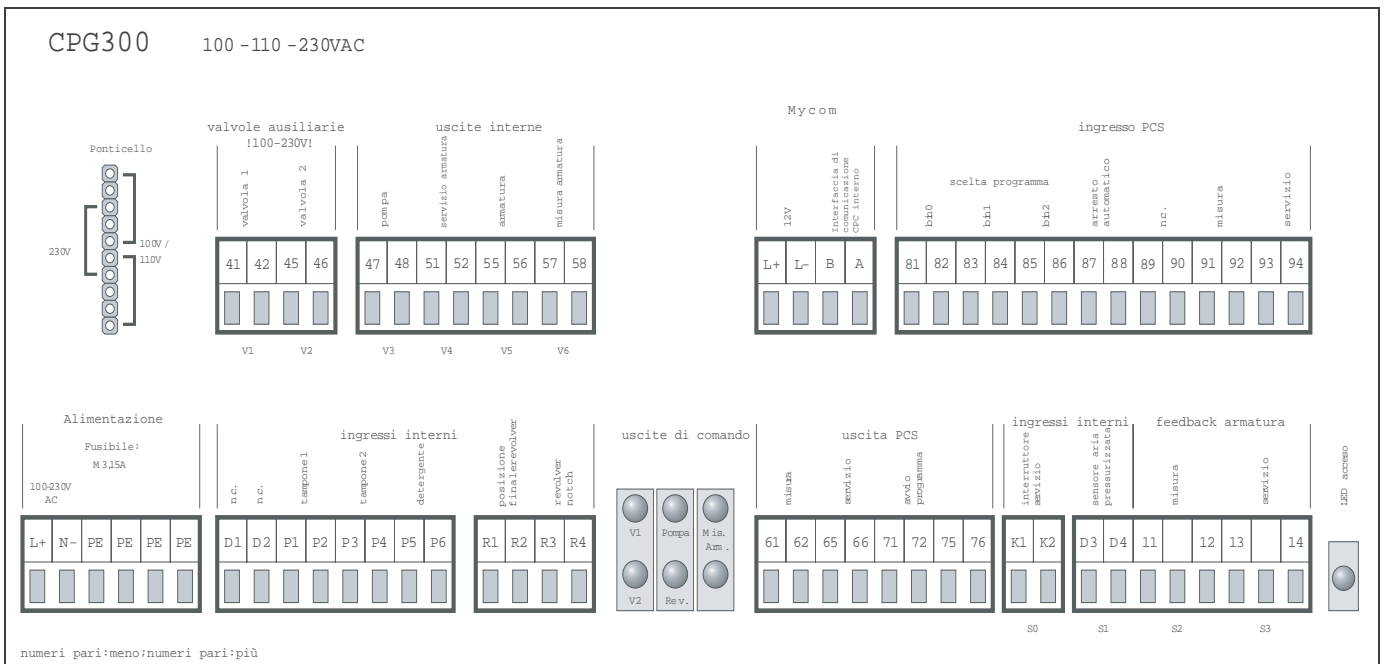 CPG300 100 -110 -230VAC
Mycom
valvole ausiliarie
!100-230V!
uscite interne
ingresso PCS
Ponticello
valvola 1
valvola 2
pompa
servizio armatura
armatura
misura armatura
12V
Interfaccia di
comunicazione
CPC interno
scelta programma
bin0
bin1
bin2
arresto
automatico
n.c.
misura
servizio
230V
100V /
110V
41 42 45 46
47 48 51 52 55 56 57 58
L+ L- B A
81 82 83 84 85 86 87 88 89 90 91 92 93 94
V1 V2 V3 V4 V5 V6
Alimentazione
Fusibile:
M 3,15A
100-230V
AC
ingressi interni
n.c.
n.c.
tampone1
tampone2
detergente
posizione
finalerevolver
revolver
notch
uscite di comando
uscita PCS
misura
servizio
avvio
programma
ingressi interni
interruttore
servizio
sensore aria
pressurizzata
feedback armatura
misura
servizio
LED acceso
L+ N- PE PE PE PE
D1 D2 P1 P2 P3 P4 P5 P6
R1 R2 R3 R4
V1 Pompa Mis.
Arm.
V2 Rev.
61 62 65 66 71 72 75 76
K1 K2
D3 D4 11 12 13 14
S0 S1 S2 S3
numeri pari:meno;numeri pari:più